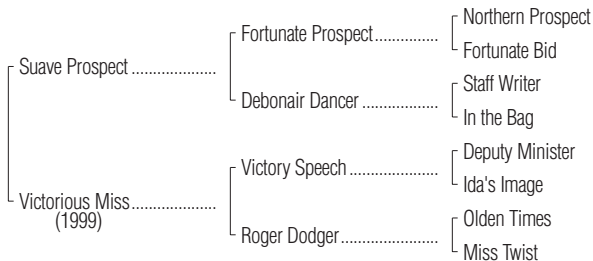 Northern Prospect
Fortunate Prospect...............
Fortunate Bid
Suave Prospect ....................
Staff Writer
Debonair Dancer ..................
In the Bag
Deputy Minister
Victory Speech .....................
Ida's Image
Victorious Miss....................
(1999)
Olden Times
Roger Dodger.......................
Miss Twist